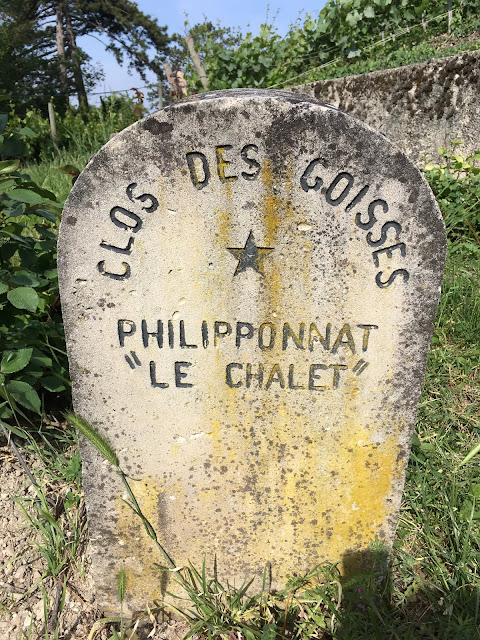 CLOS DES GOISSES
PHILIPPONNAT
"LE CHALET"